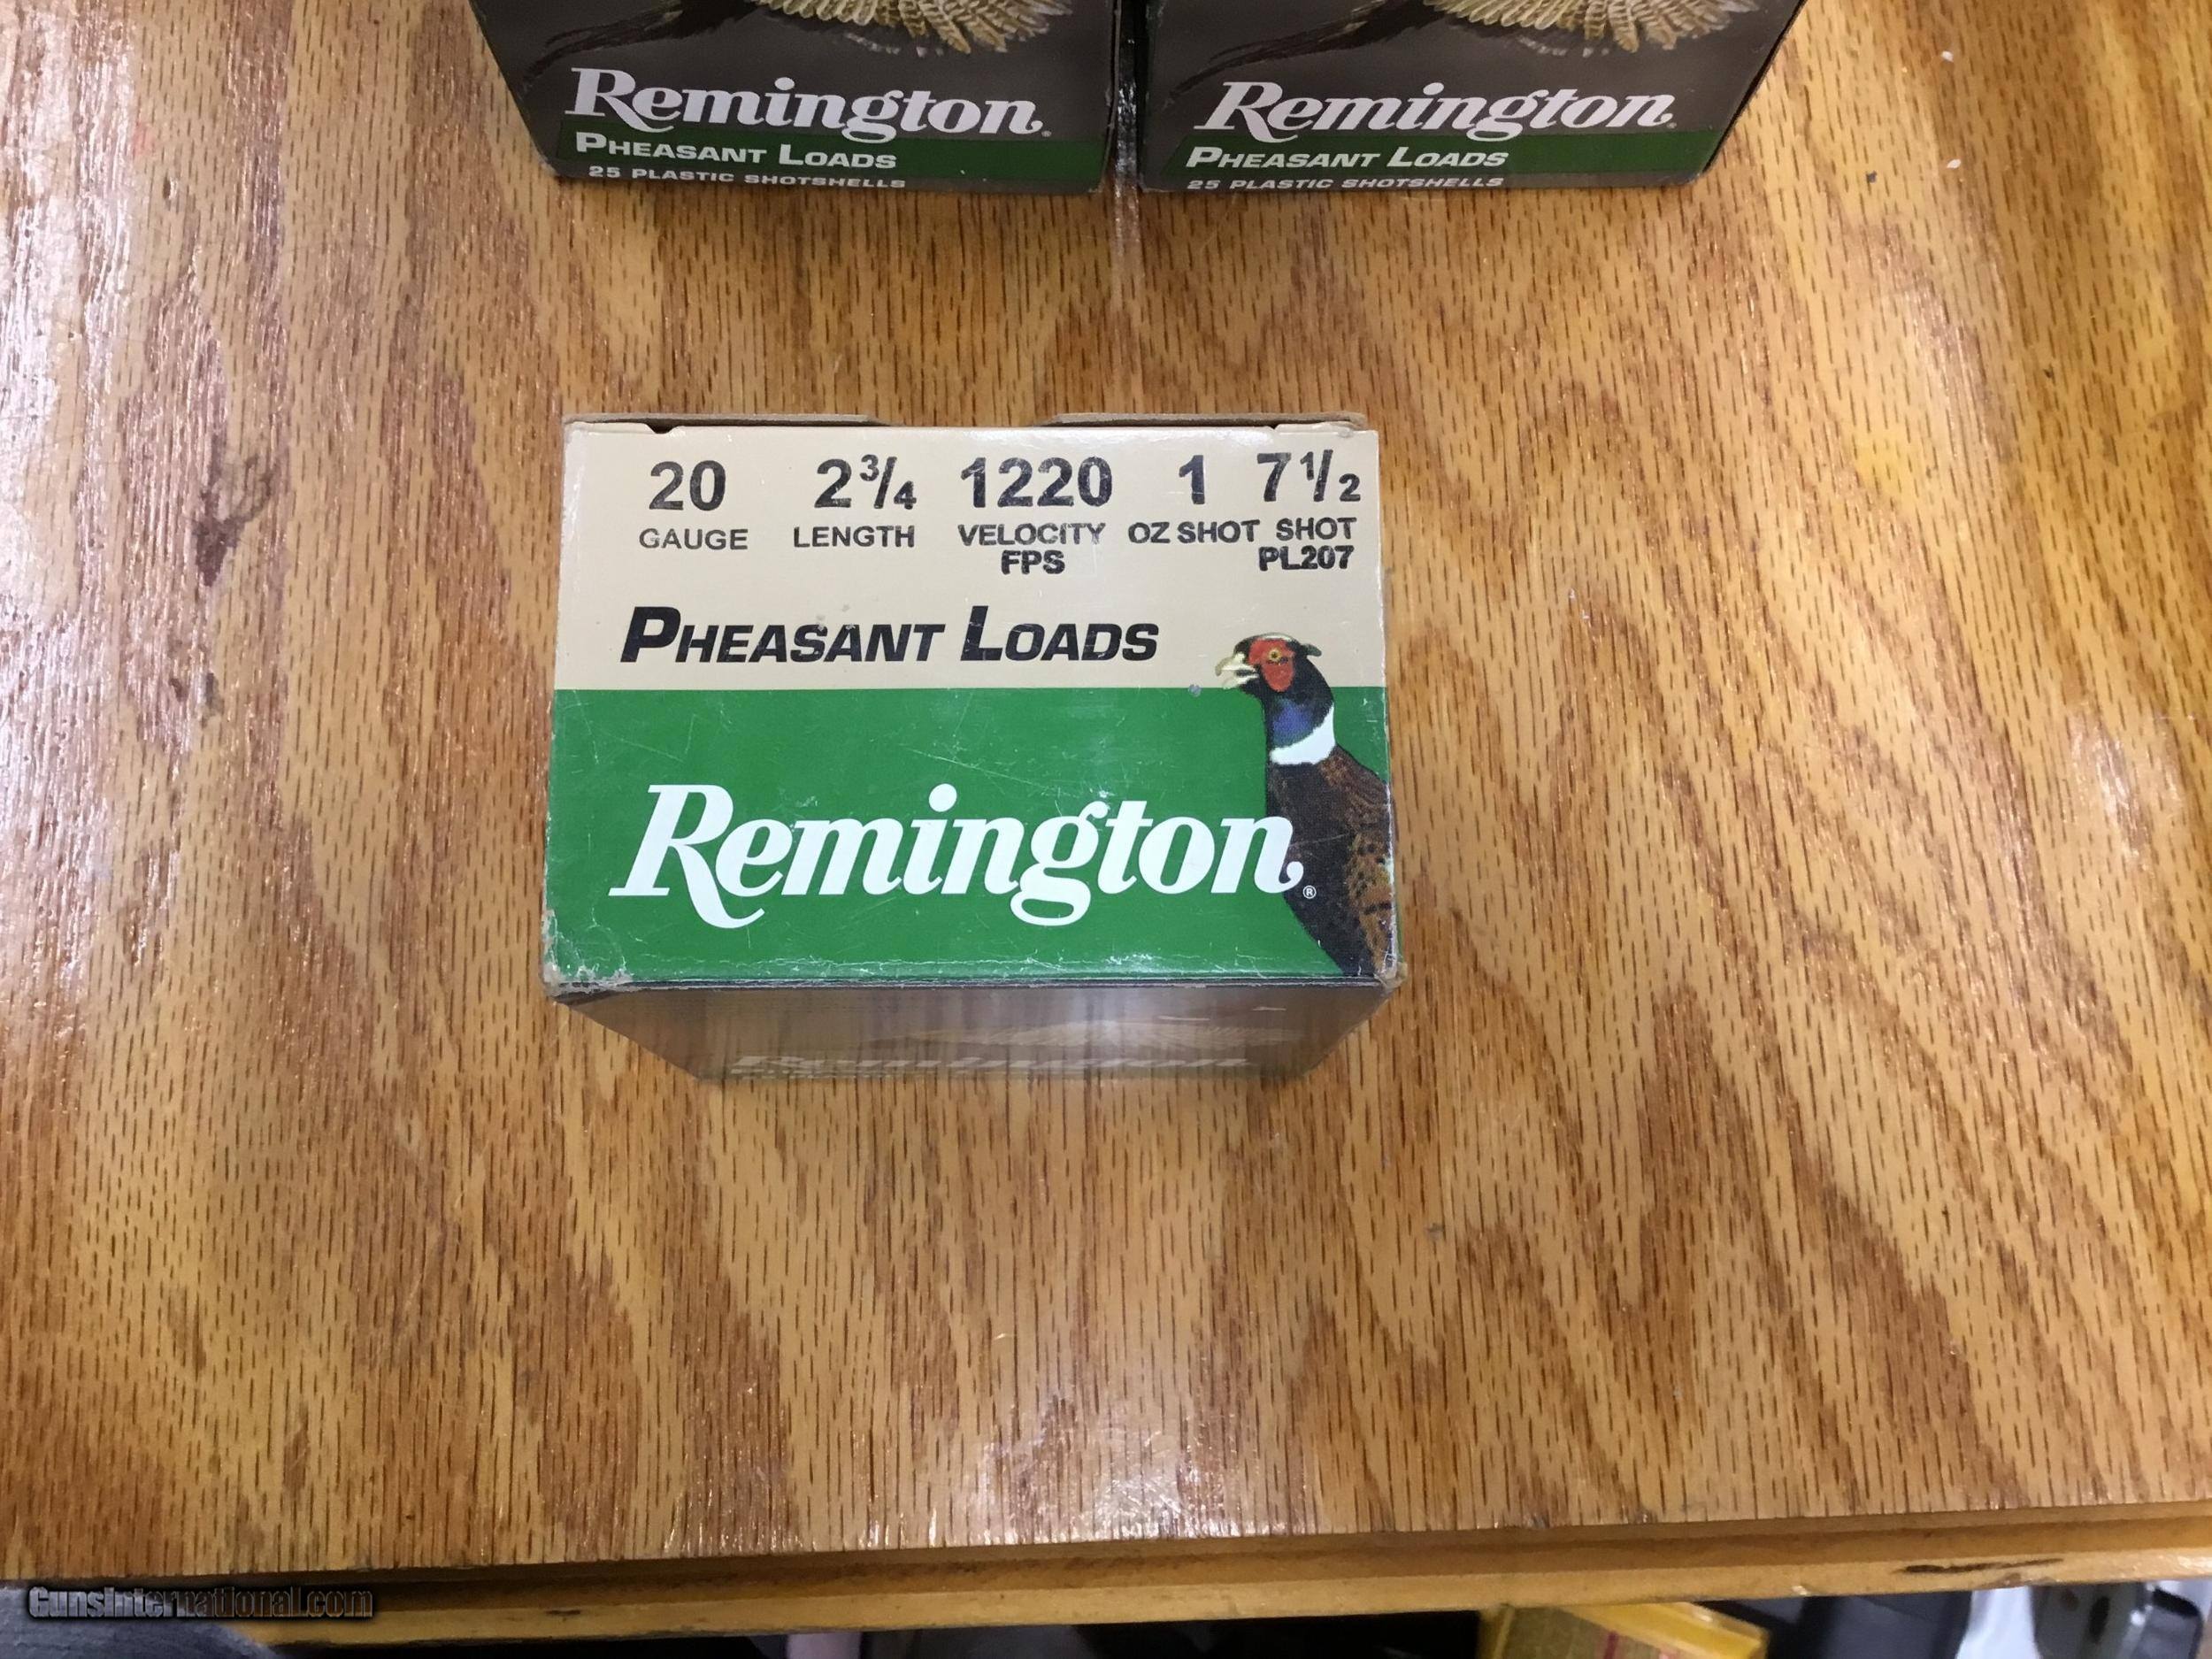 Remington
PHEASANT LOADS
25 PLASTIC SHOTSHELLS
Remington
PHEASANT LOADS
25 PLASTIC SHOTSHELLS
20 2 3/4 1220 1 7 1/2
GAUGE LENGTH VELOCITY OZ SHOT SHOT
FPS PL207
PHEASANT LOADS
Remington®
GunsInternational.com